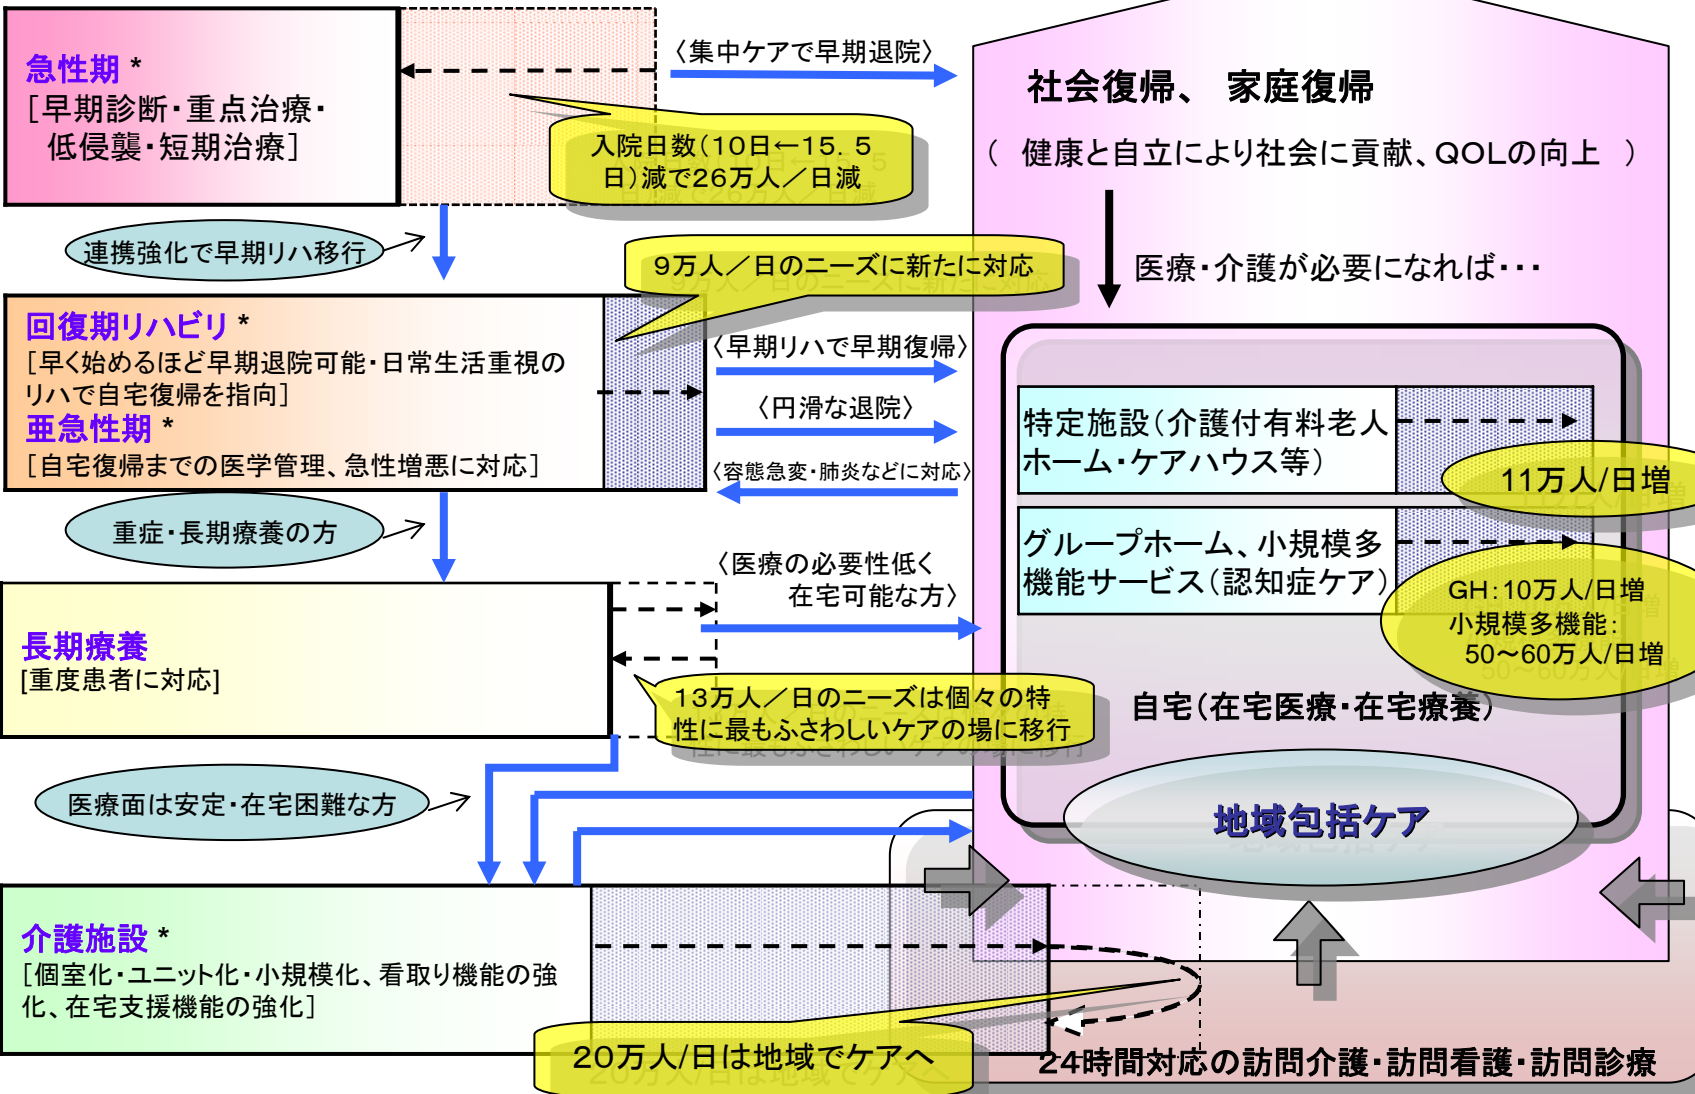 急性期 *
[早期診断・重点治療・
低侵襲・短期治療]
〈集中ケアで早期退院〉
入院日数(10日←15.5
日)減で26万人／日減
連携強化で早期リハ移行
9万人／日のニーズに新たに対応
回復期リハビリ *
[早く始めるほど早期退院可能・日常生活重視の
リハで自宅復帰を指向]
亜急性期 *
[自宅復帰までの医学管理、急性増悪に対応]
〈早期リハで早期復帰〉
〈円滑な退院〉
〈容態急変・肺炎などに対応〉
重症・長期療養の方
〈医療の必要性低く
在宅可能な方〉
長期療養
[重度患者に対応]
13万人／日のニーズは個々の特
性に最もふさわしいケアの場に移行
医療面は安定・在宅困難な方
介護施設 *
[個室化・ユニット化・小規模化、看取り機能の強
化、在宅支援機能の強化]
20万人/日は地域でケアへ
社会復帰、 家庭復帰
( 健康と自立により社会に貢献、QOLの向上 )
医療・介護が必要になれば・・・
特定施設(介護付有料老人
ホーム・ケアハウス等)
11万人/日増
グループホーム、小規模多
機能サービス(認知症ケア)
GH:10万人/日増
小規模多機能:
50～60万人/日増
自宅(在宅医療・在宅療養)
地域包括ケア
24時間対応の訪問介護・訪問看護・訪問診療